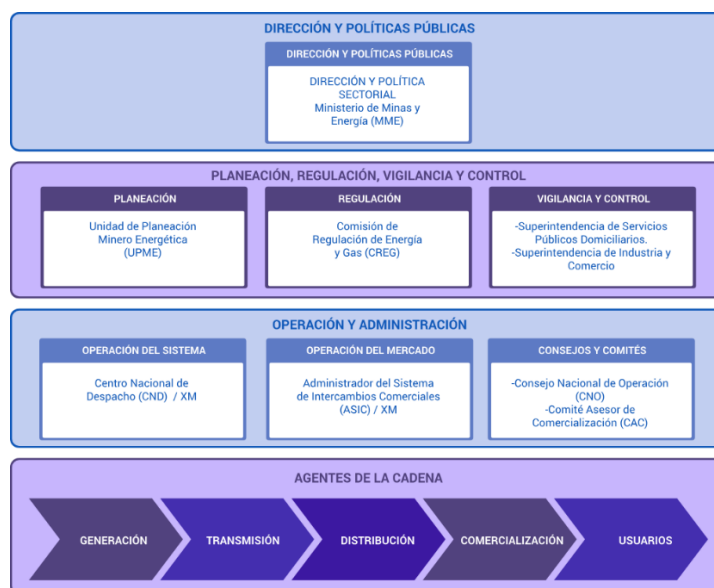 DIRECCIÓN Y POLÍTICAS PÚBLICAS
DIRECCIÓN Y POLÍTICAS PÚBLICAS
DIRECCIÓN Y POLÍTICA
SECTORIAL
Ministerio de Minas y
Energía (MME)
PLANEACIÓN, REGULACIÓN, VIGILANCIA Y CONTROL
PLANEACIÓN
Unidad de Planeación
Minero Energética
(UPME)
REGULACIÓN
Comisión de
Regulación de Energía
y Gas (CREG)
VIGILANCIA Y CONTROL
-Superintendencia de Servicios
Públicos Domiciliarios.
-Superintendencia de Industria y
Comercio
OPERACIÓN Y ADMINISTRACIÓN
OPERACIÓN DEL SISTEMA
Centro Nacional de
Despacho (CND) / XM
OPERACIÓN DEL MERCADO
Administrador del Sistema
de Intercambios Comerciales
(ASIC) / XM
CONSEJOS Y COMITÉS
-Consejo Nacional de Operación
(CNO)
-Comité Asesor de
Comercialización (CAC)
AGENTES DE LA CADENA
GENERACIÓN
TRANSMISIÓN
DISTRIBUCIÓN
COMERCIALIZACIÓN
USUARIOS